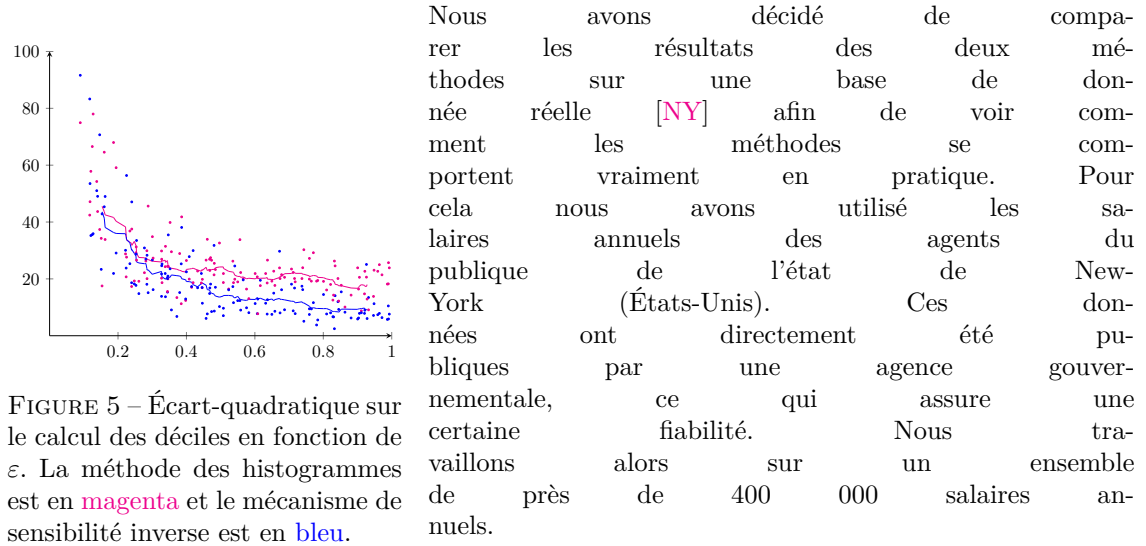 100
80
60
40
20
0.2 0.4 0.6 0.8 1
FIGURE 5 – Écart-quadratique sur
le calcul des déciles en fonction de
ε. La méthode des histogrammes
est en magenta et le mécanisme de
sensibilité inverse est en bleu.
Nous avons décidé de compa-
rer les résultats des deux mé-
thodes sur une base de don-
née réelle [NY] afin de voir com-
ment les méthodes se com-
portent vraiment en pratique. Pour
cela nous avons utilisé les sa-
laires annuels des agents du
publique de l'état de New-
York (États-Unis). Ces don-
nées ont directement été pu-
bliques par une agence gouver-
nementale, ce qui assure une
certaine fiabilité. Nous tra-
vaillons alors sur un ensemble
de près de 400 000 salaires an-
nuels.